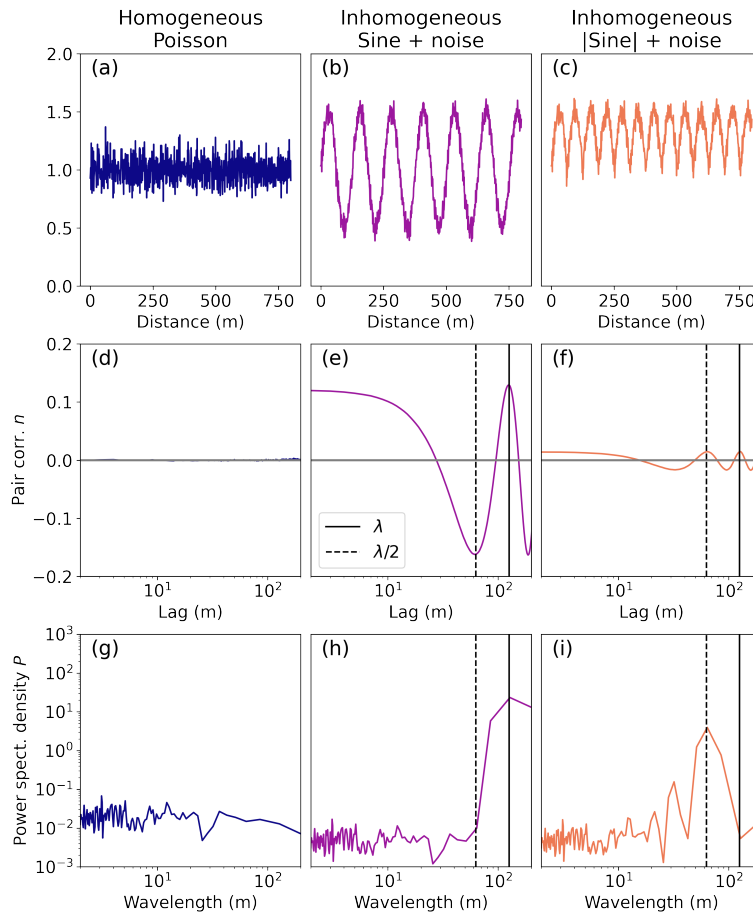 Homogeneous
Poisson
Inhomogeneous
Sine + noise
Inhomogeneous
|Sine| + noise
(a)
(b)
(c)
2.0
1.5
1.0
0.5
0.0
0 250 500 750
0 250 500 750
0 250 500 750
Distance (m)
Distance (m)
Distance (m)
Pair corr. n
(d)
(e)
(f)
0.2
0.1
0.0
−0.1
−0.2
λ
λ/2
10¹ 10²
10¹ 10²
10¹ 10²
Lag (m)
Lag (m)
Lag (m)
Power spect. density P
(g)
(h)
(i)
10³
10²
10¹
10⁰
10⁻¹
10⁻²
10⁻³
10¹ 10²
10¹ 10²
10¹ 10²
Wavelength (m)
Wavelength (m)
Wavelength (m)